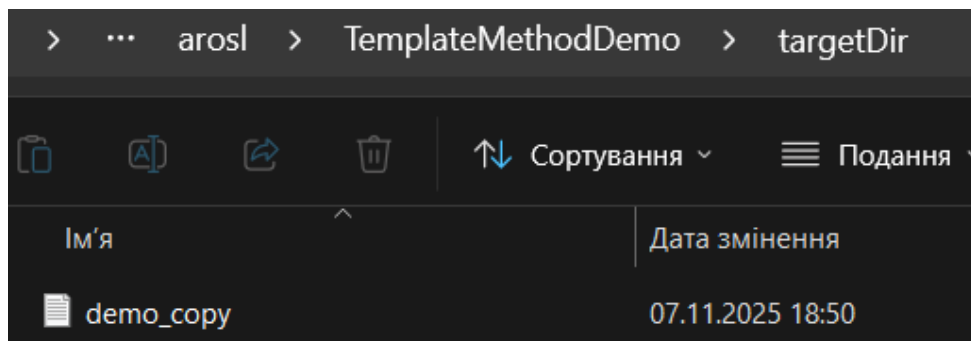 > ... arosl > TemplateMethodDemo > targetDir
Сортування Подання
Ім'я Дата змінення
demo_copy 07.11.2025 18:50